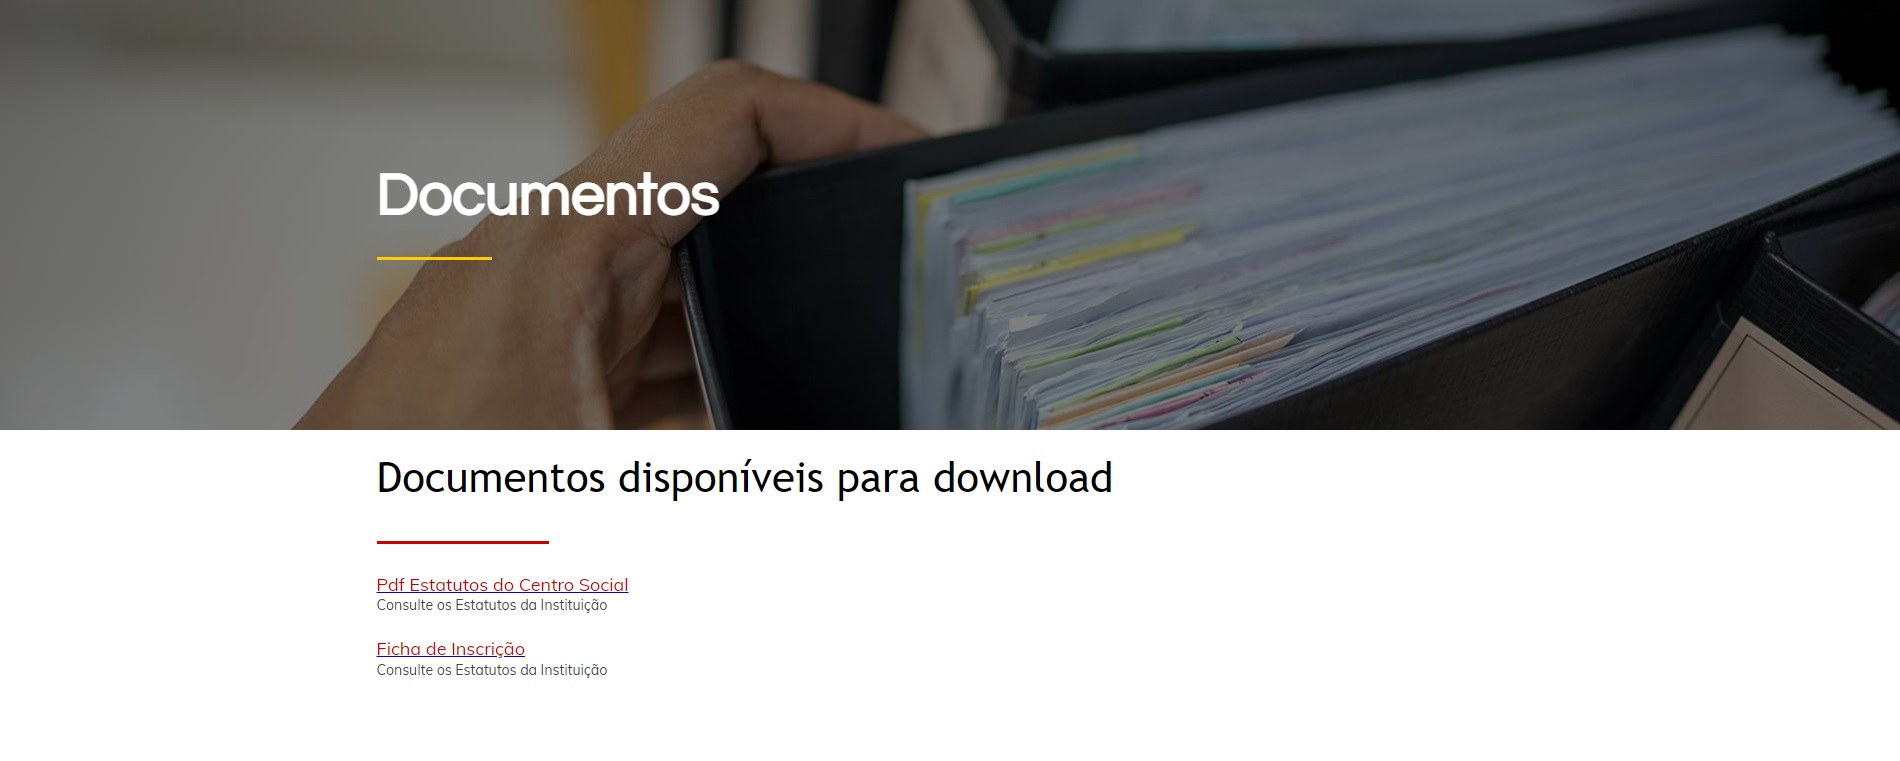 Documentos
Documentos disponíveis para download
Pdf Estatutos do Centro Social
Consulte os Estatutos da Instituição
Ficha de Inscrição
Consulte os Estatutos da Instituição